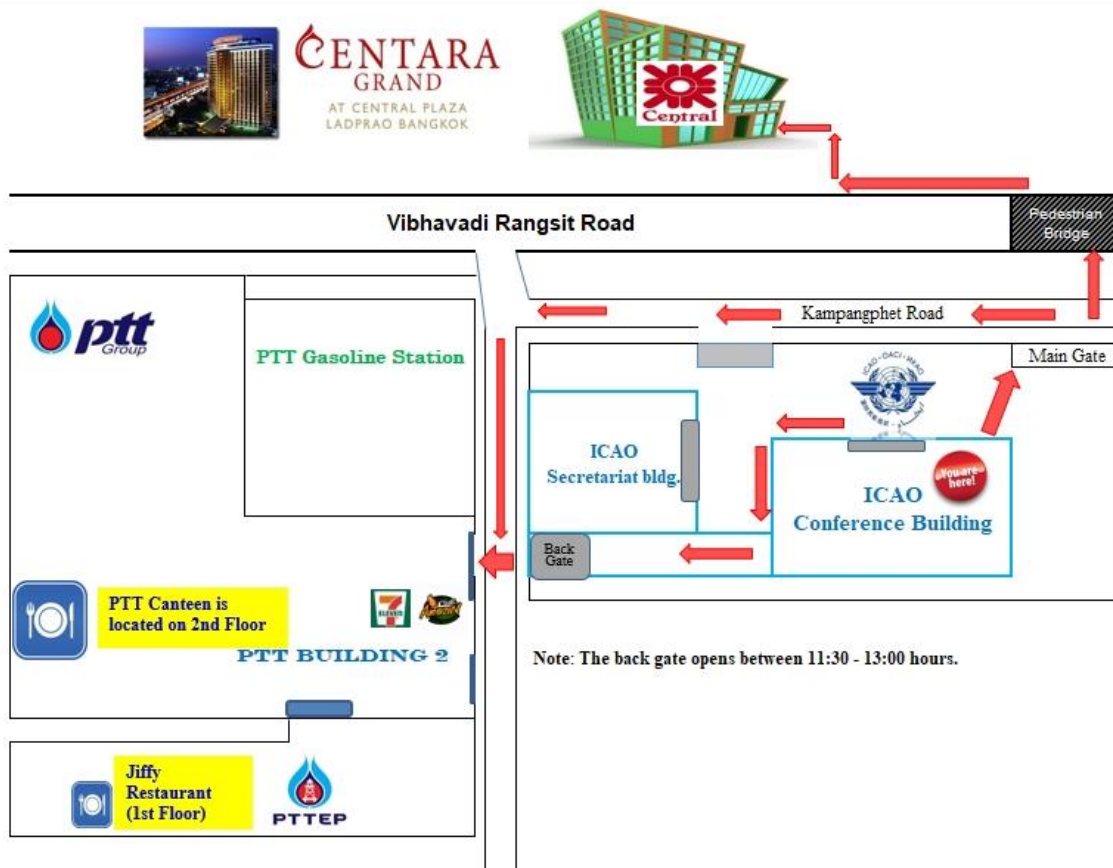 CENTARA
GRAND
AT CENTRAL PLAZA
LADPRAO BANGKOK
Central
Vibhavadi Rangsit Road
Pedestrian
Bridge
ptt
Group
PTT Gasoline Station
Kampangphet Road
Main Gate
ICAO
Secretariat bldg.
You are
here!
ICAO
Conference Building
Back
Gate
PTT Canteen is
located on 2nd Floor
7
ELEVEN
PTT BUILDING 2
Note: The back gate opens between 11:30 - 13:00 hours.
Jiffy
Restaurant
(1st Floor)
PTTEP